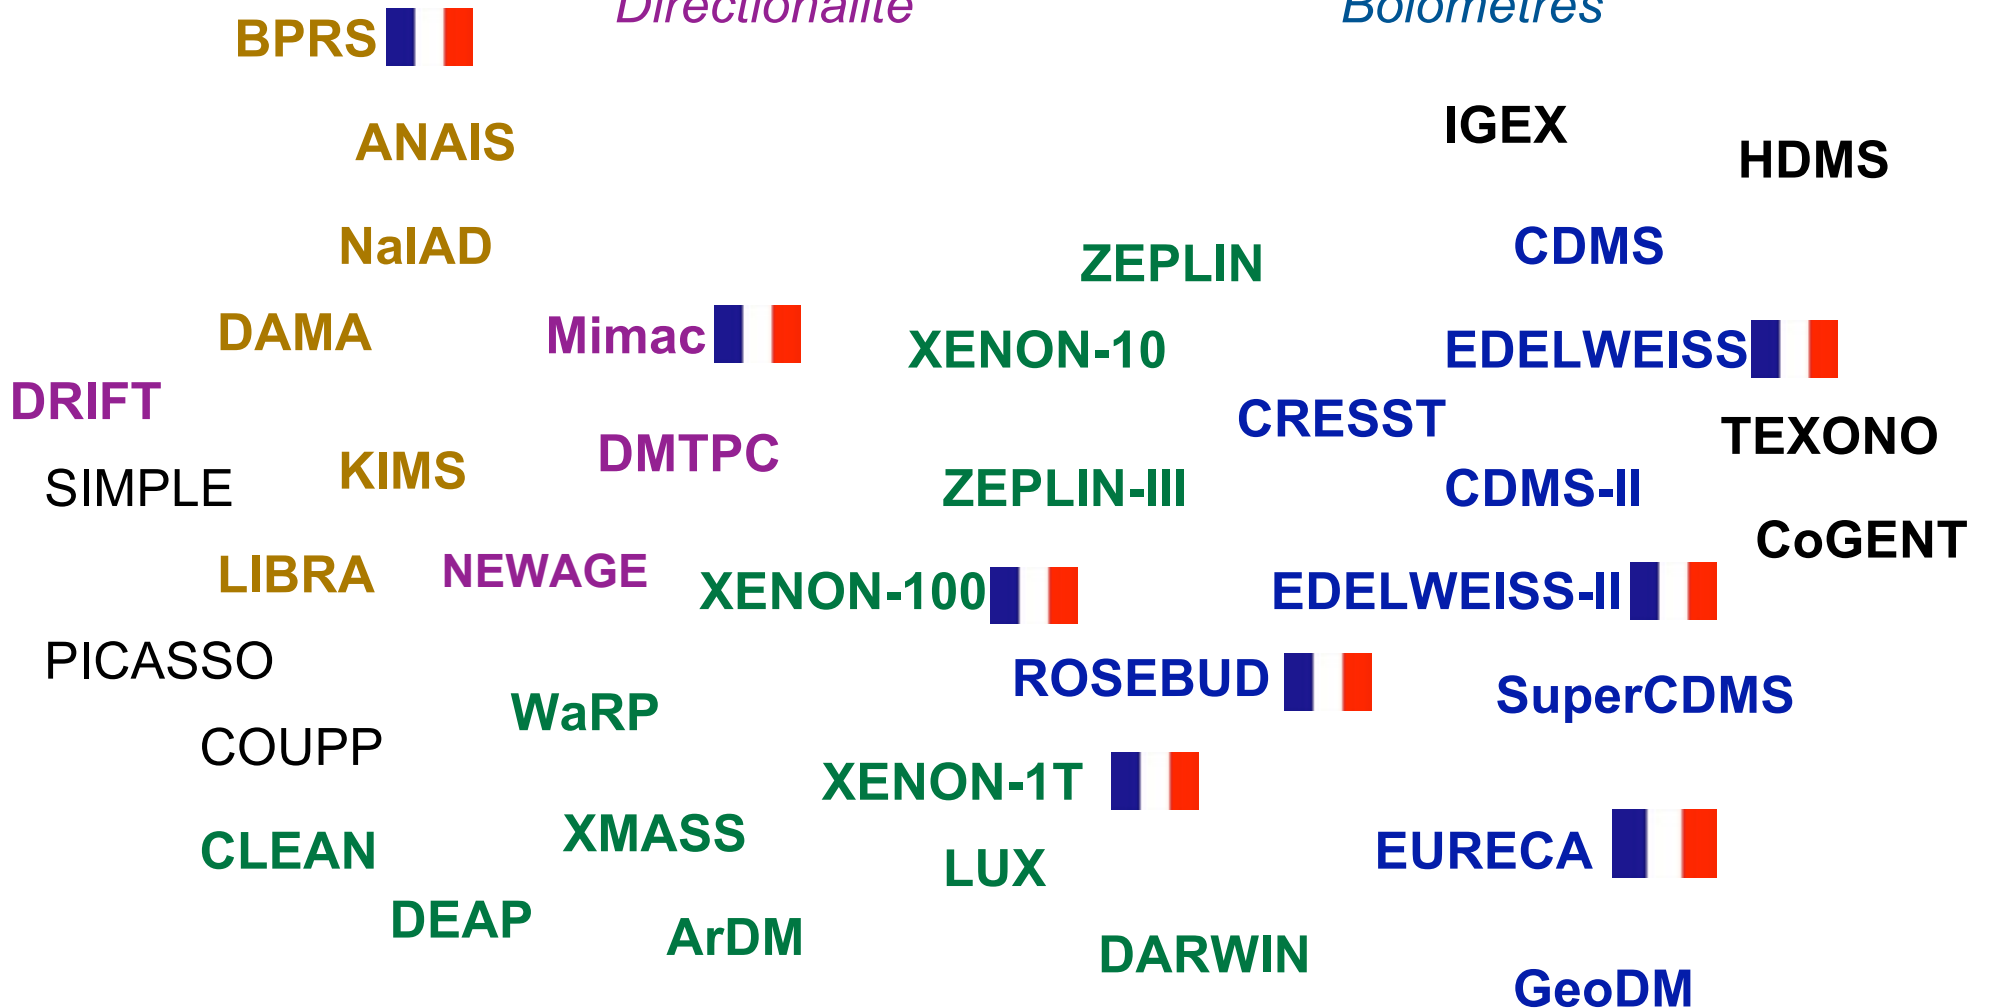 Directionalité
Bolomètres
BPRS
ANAIS
IGEX
HDMS
NaIAD
ZEPLIN
CDMS
DAMA
Mimac
XENON-10
EDELWEISS
DRIFT
CRESST
TEXONO
KIMS
DMTPC
SIMPLE
ZEPLIN-III
CDMS-II
CoGENT
LIBRA
NEWAGE
XENON-100
EDELWEISS-II
PICASSO
ROSEBUD
SuperCDMS
WaRP
COUPP
XENON-1T
CLEAN
XMASS
LUX
EURECA
DEAP
ArDM
DARWIN
GeoDM